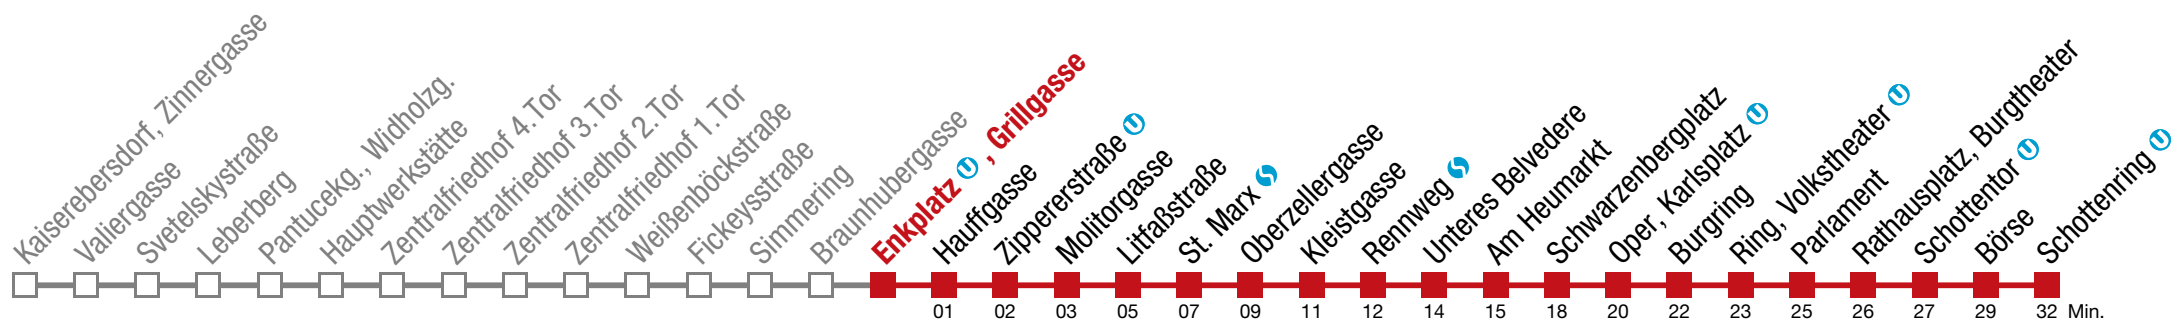 Kaiserebersdorf, Zinnergasse
Valiergasse
Svetelskystraße
Leberberg
Pantucekg., Widholzg.
Hauptwerkstätte
Zentralfriedhof 4.Tor
Zentralfriedhof 3.Tor
Zentralfriedhof 2.Tor
Zentralfriedhof 1.Tor
Weißenböckstraße
Fickeysstraße
Simmering
Braunhubergasse
Enkplatz U , Grillgasse
Hauffgasse
Zippererstraße U
Molitorgasse
Litfaßstraße
St. Marx S
Oberzellergasse
Kleistgasse
Rennweg S
Unteres Belvedere
Am Heumarkt
Schwarzenbergplatz
Oper, Karlsplatz U
Burgring
Ring, Volkstheater U
Parlament
Rathausplatz, Burgtheater
Schottentor U
Börse
Schottenring U
01 02 03 05 07 09 11 12 14 15 18 20 22 23 25 26 27 29 32 Min.